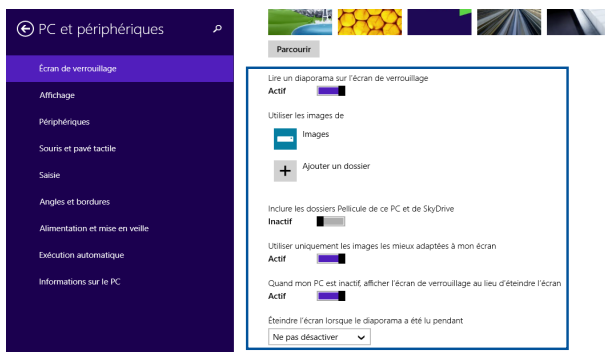 PC et périphériques
Écran de verrouillage
Affichage
Périphériques
Souris et pavé tactile
Saisie
Angles et bordures
Alimentation et mise en veille
Exécution automatique
Informations sur le PC
Parcourir
Lire un diaporama sur l'écran de verrouillage
Actif
Utiliser les images de
Images
Ajouter un dossier
Inclure les dossiers Pellicule de ce PC et de SkyDrive
Inactif
Utiliser uniquement les images les mieux adaptées à mon écran
Actif
Quand mon PC est inactif, afficher l'écran de verrouillage au lieu d'éteindre l'écran
Actif
Éteindre l'écran lorsque le diaporama a été lu pendant
Ne pas désactiver